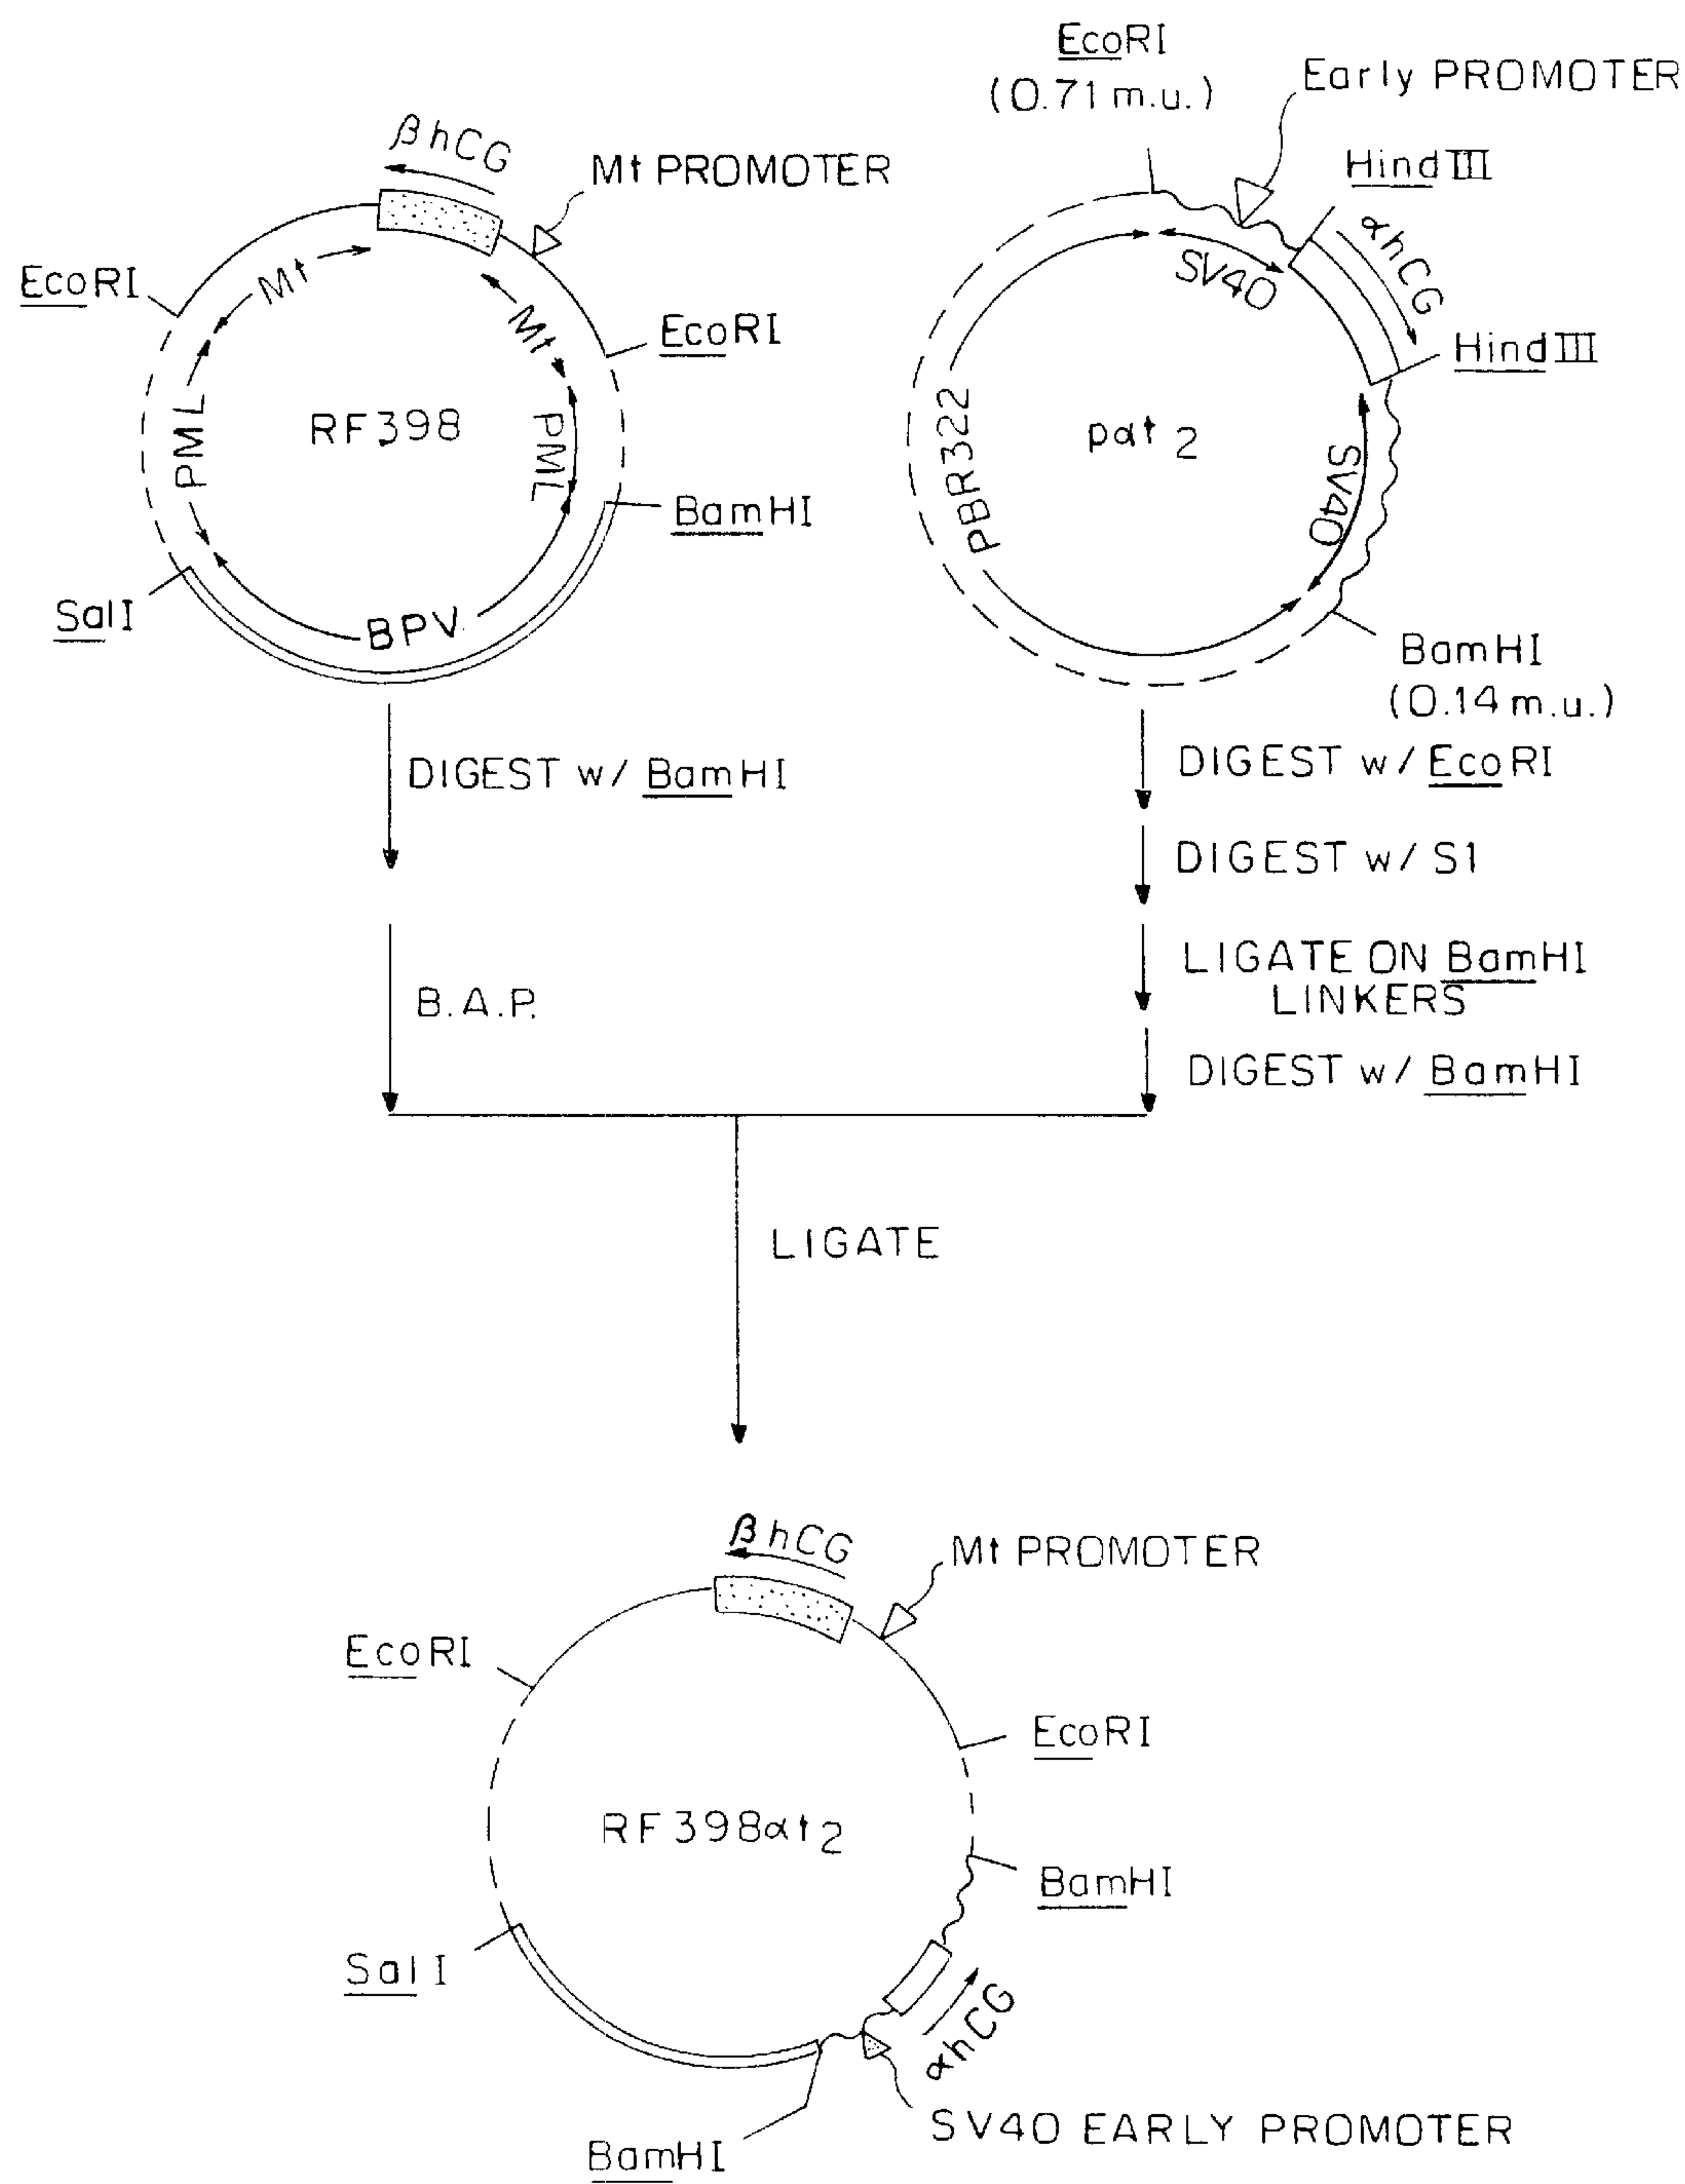 EcoRI
(0.71 m.u.)
Early PROMOTER
βhCG
Mt PROMOTER
HindIII
αhCG
EcoRI
Mt
Mt
EcoRI
SV40
HindIII
PML
RF398
PML
PBR322
pαt2
SV40
BamHI
SalI
BPV
BamHI
(0.14 m.u.)
DIGEST w/ BamHI
DIGEST w/ EcoRI
DIGEST w/ S1
B.A.P.
LIGATE ON BamHI
LINKERS
DIGEST w/ BamHI
LIGATE
βhCG
Mt PROMOTER
EcoRI
EcoRI
RF398αt2
BamHI
SalI
αhCG
SV40 EARLY PROMOTER
BamHI